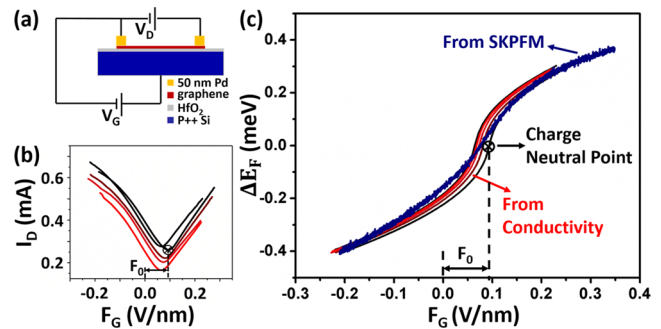 (a)
V_D
V_G
50 nm Pd
graphene
HfO₂
P++ Si
(b)
I_D (mA)
0.8
0.6
0.4
0.2
F₀
-0.2
0.0
0.2
F_G (V/nm)
(c)
ΔE_F (meV)
0.4
0.2
0.0
-0.2
-0.4
From SKPFM
Charge
Neutral Point
From
Conductivity
F₀
-0.3
-0.2
-0.1
0.0
0.1
0.2
0.3
0.4
F_G (V/nm)